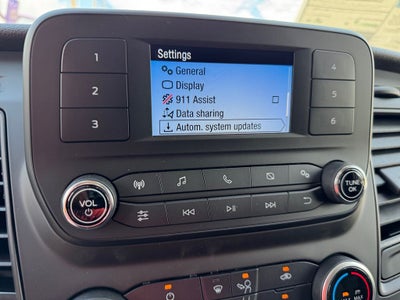 Settings
General
Display
911 Assist
Data sharing
Autom. system updates
1
2
3
4
5
6
VOL
TUNE
OK
MAX